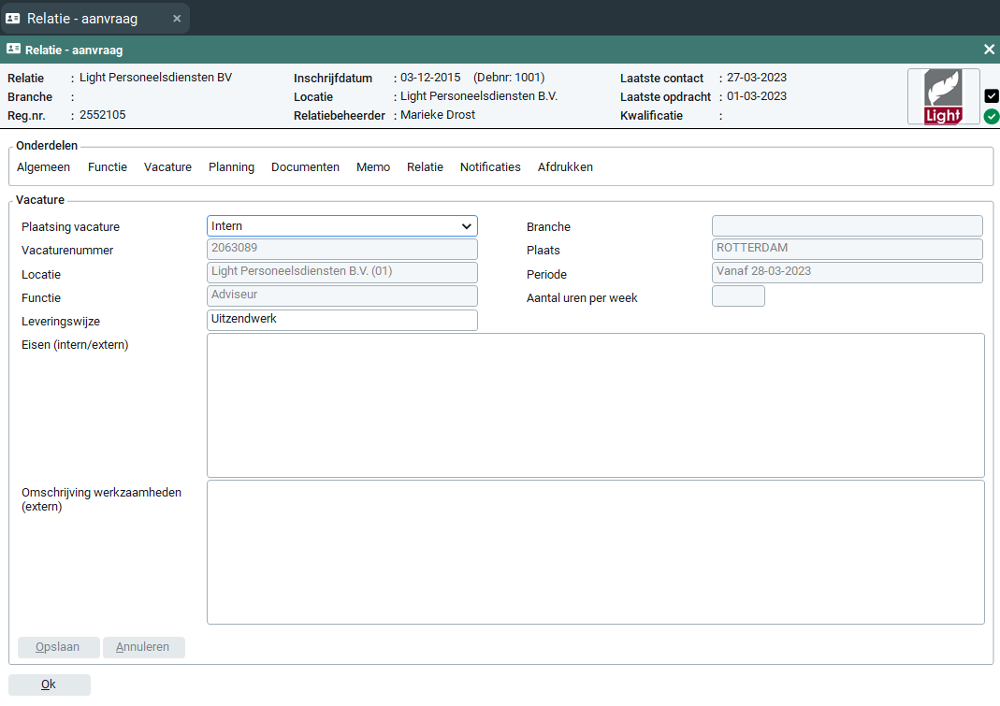 Relatie - aanvraag ×
Relatie - aanvraag
Relatie : Light Personeelsdiensten BV Inschrijfdatum : 03-12-2015 (Debnr: 1001) Laatste contact : 27-03-2023
Branche : Locatie : Light Personeelsdiensten B.V. Laatste opdracht : 01-03-2023
Reg.nr. : 2552105 Relatiebeheerder : Marieke Drost Kwalificatie :
Light
Onderdelen
Algemeen Functie Vacature Planning Documenten Memo Relatie Notificaties Afdrukken
Vacature
Plaatsing vacature Intern Branche
Vacaturenummer 2063089 Plaats ROTTERDAM
Locatie Light Personeelsdiensten B.V. (01) Periode Vanaf 28-03-2023
Functie Adviseur Aantal uren per week
Leveringswijze Uitzendwerk
Eisen (intern/extern)
Omschrijving werkzaamheden
(extern)
Opslaan Annuleren
Ok